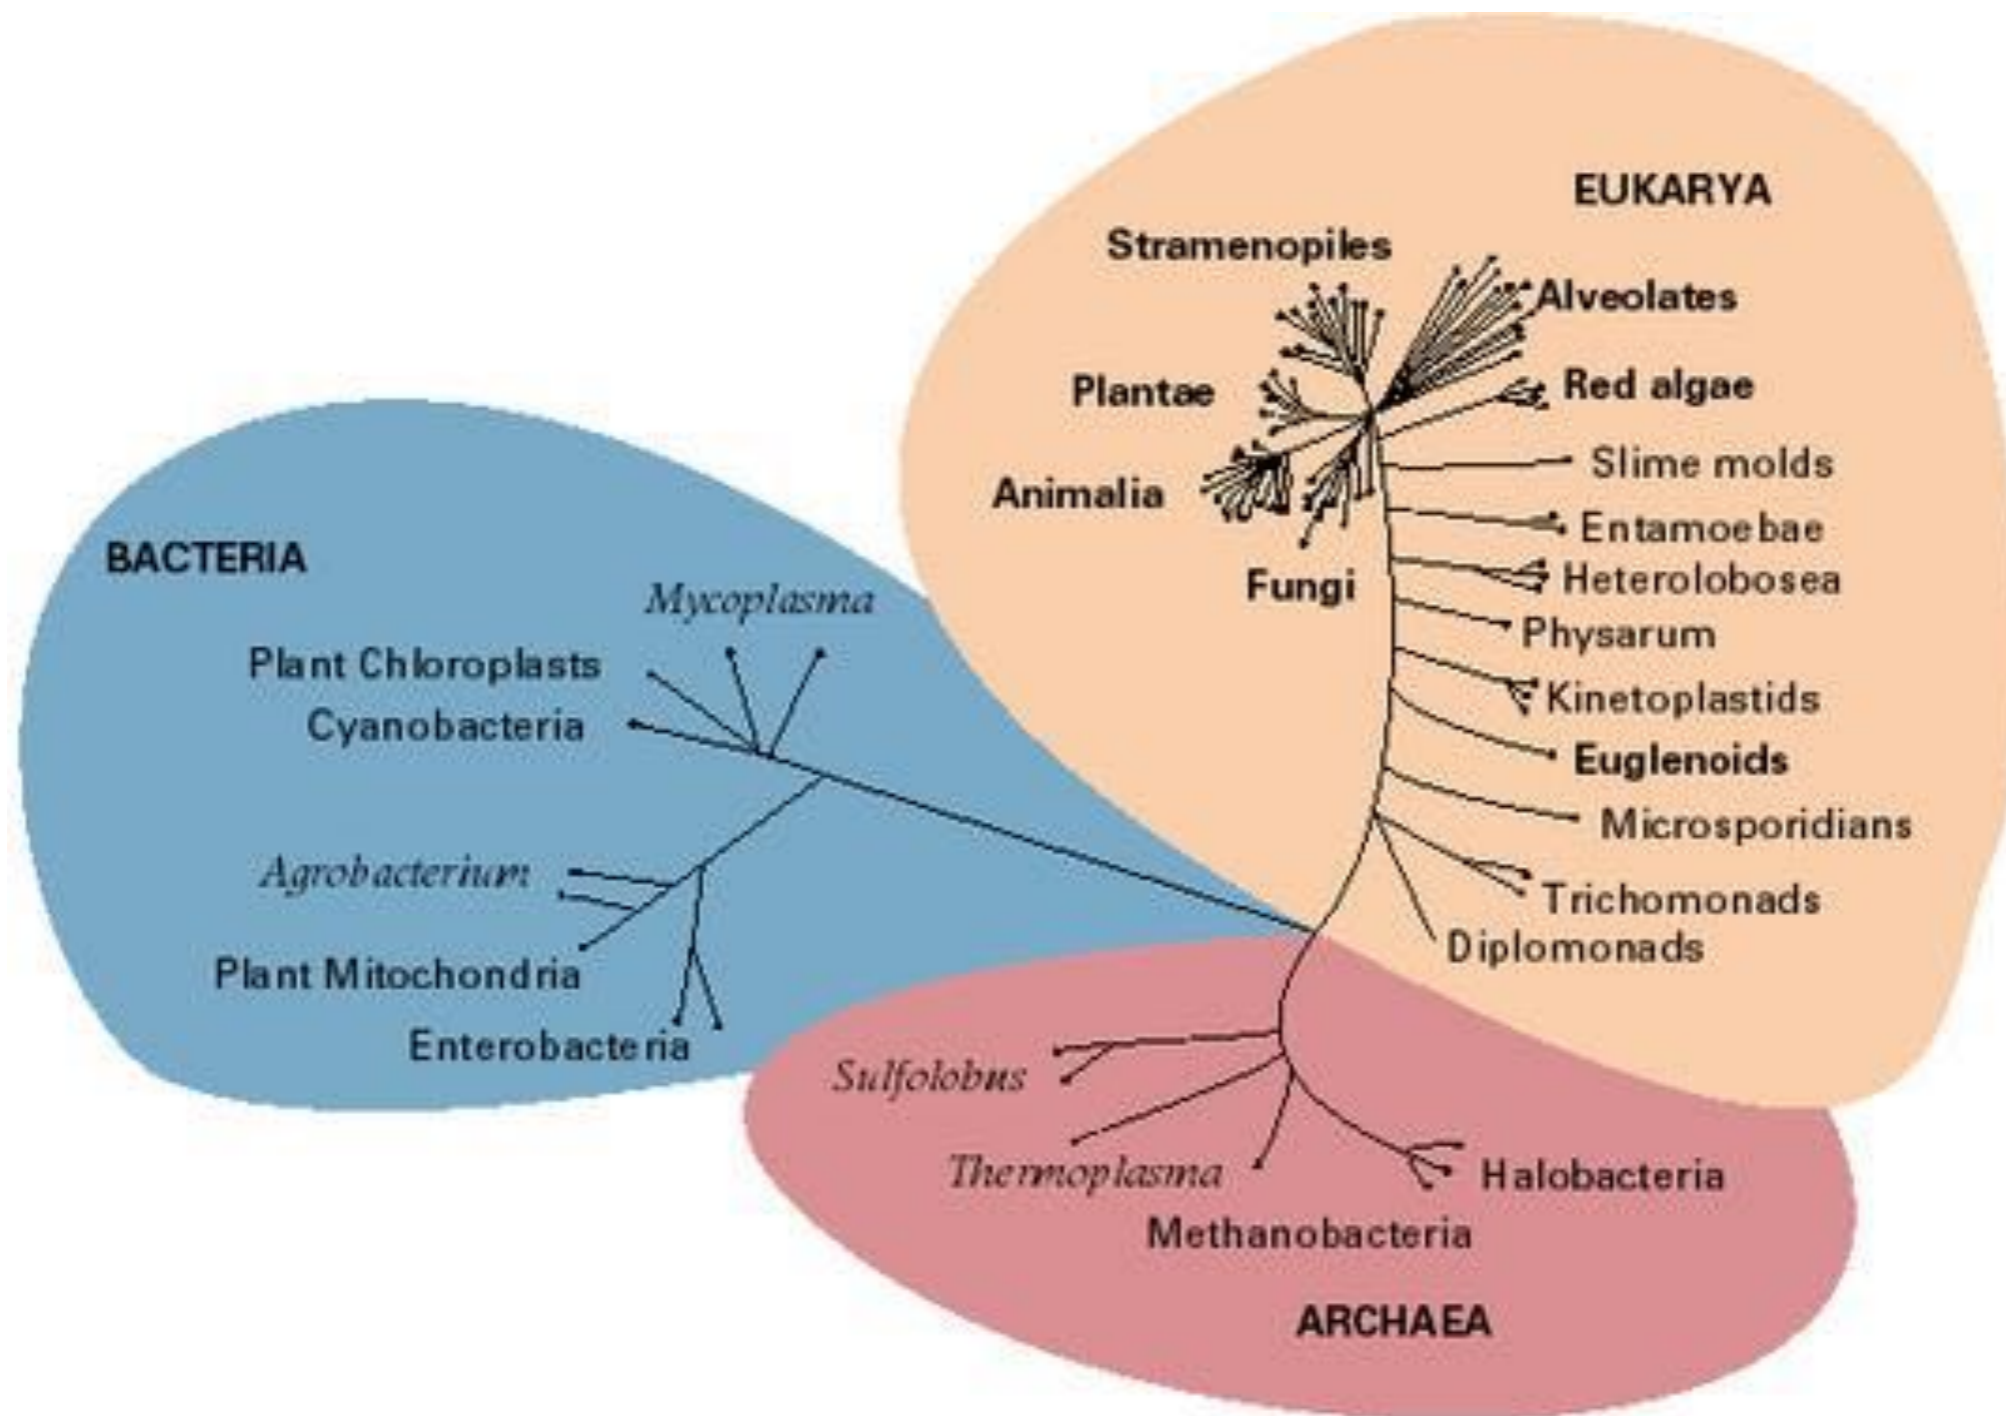 EUKARYA
Stramenopiles
Alveolates
Plantae
Red algae
Slime molds
Animalia
Entamoebae
Heterolobosea
Fungi
Physarum
Kinetoplastids
Euglenoids
Microsporidians
Trichomonads
Diplomonads
BACTERIA
Mycoplasma
Plant Chloroplasts
Cyanobacteria
Agrobacterium
Plant Mitochondria
Enterobacteria
Sulfolobus
Thermoplasma
Halobacteria
Methanobacteria
ARCHAEA